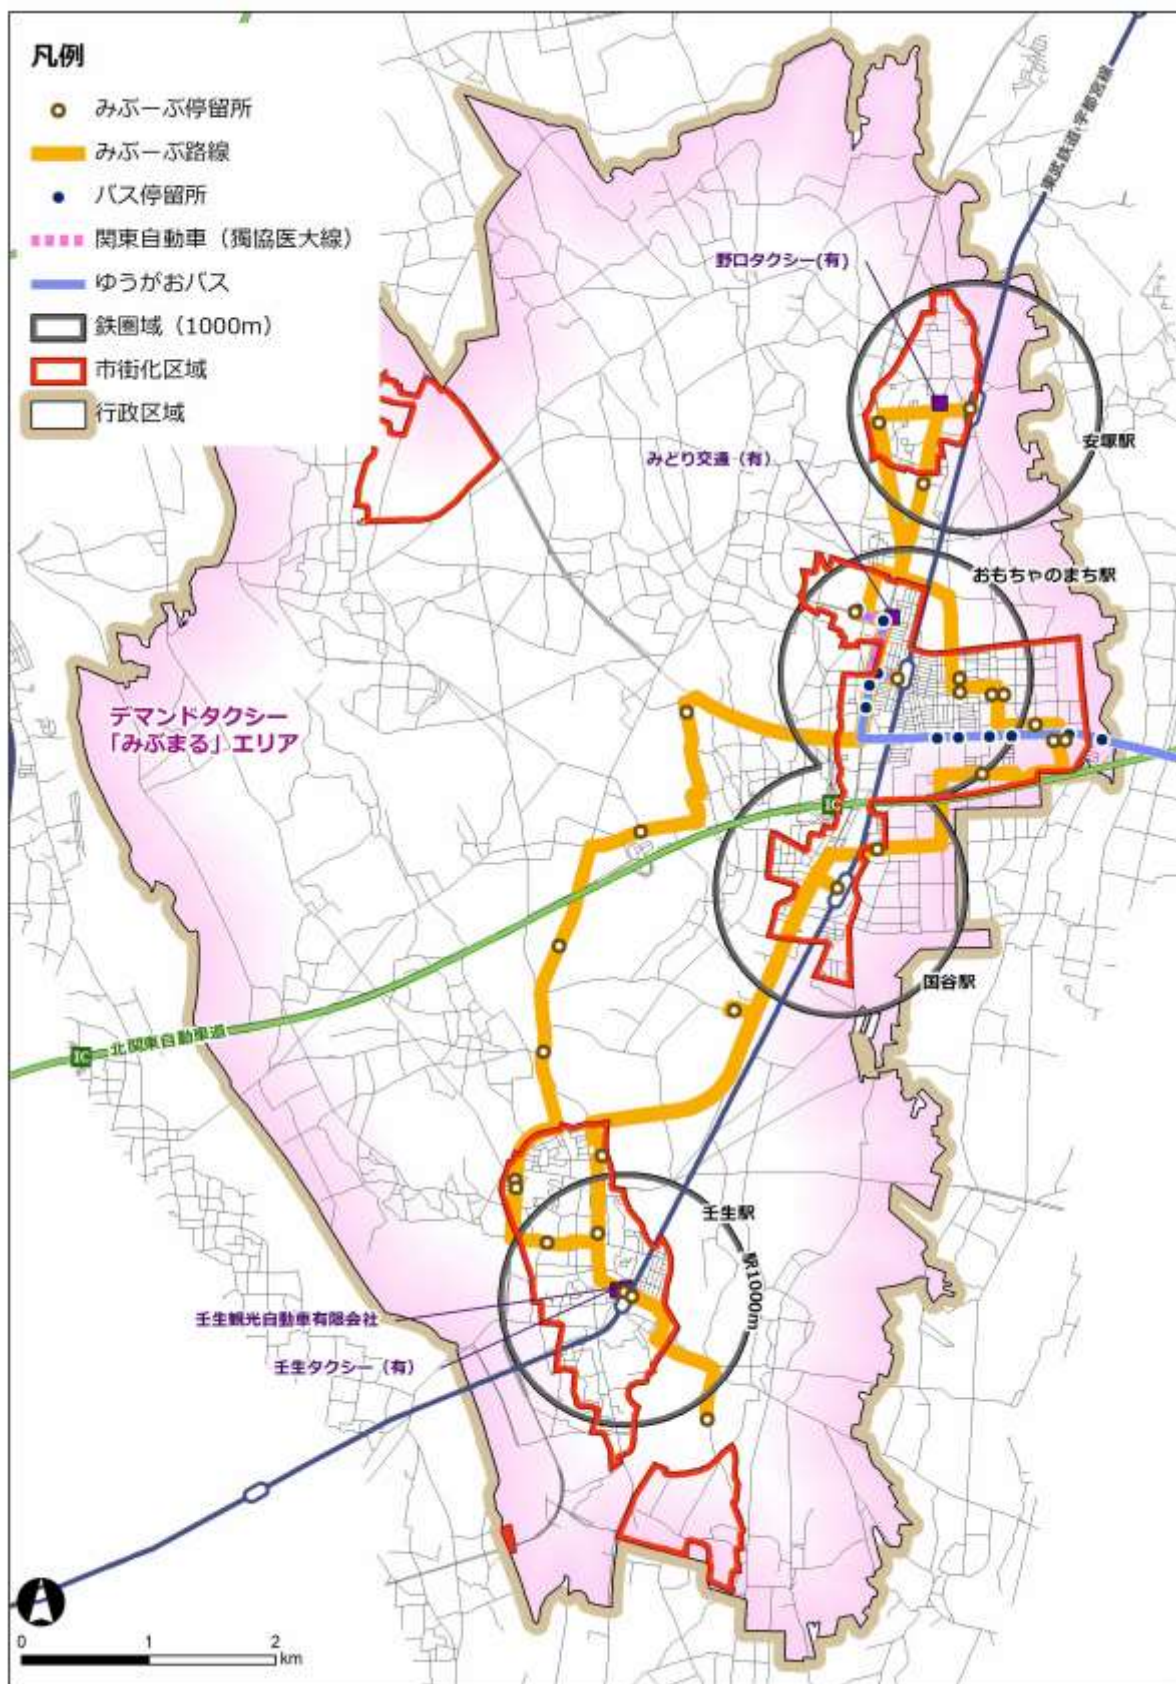 凡例
みぶーぶ停留所
みぶーぶ路線
バス停留所
関東自動車（獨協医大線）
ゆうがおバス
鉄圏域（1000m）
市街化区域
行政区域
東武鉄道宇都宮線
野口タクシー(有)
安塚駅
みどり交通（有）
おもちゃのまち駅
デマンドタクシー
「みぶまる」エリア
IC
国谷駅
IC
北関東自動車道
壬生駅
駅1000m
壬生観光自動車有限会社
壬生タクシー（有）
0 1 2
km